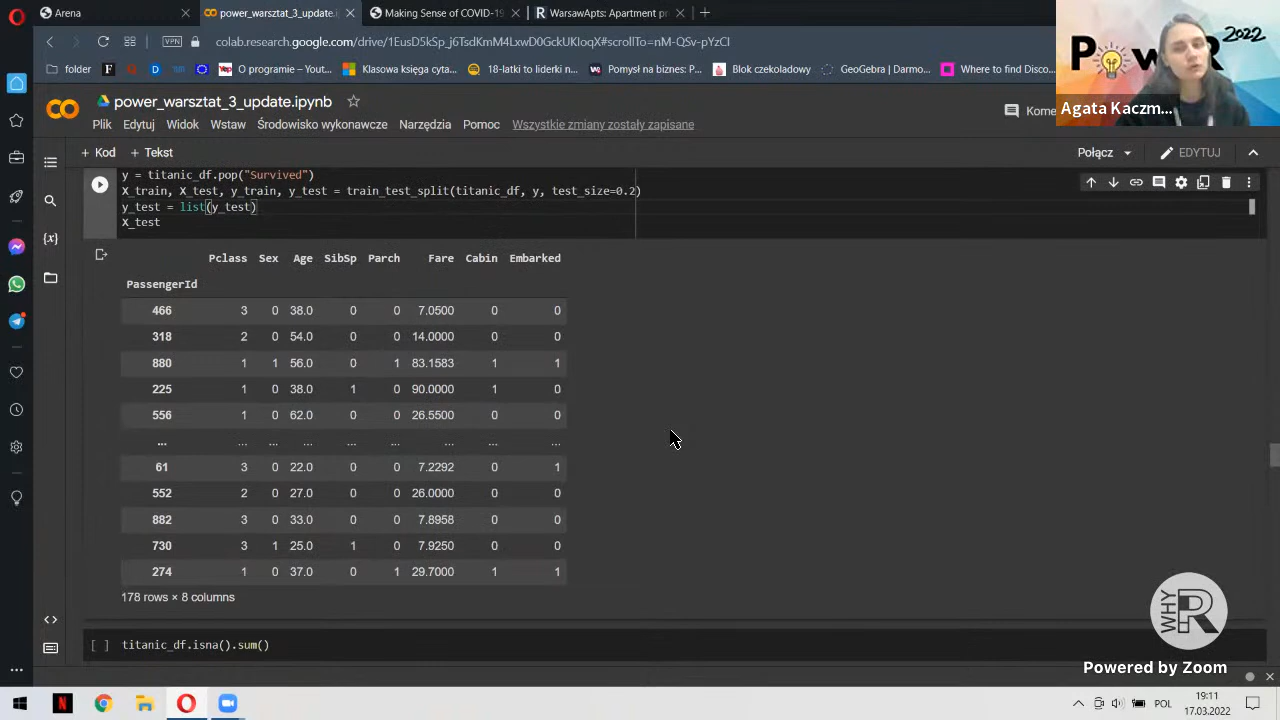 Arena
power_warsztat_3_update.i
Making Sense of COVID-19
WarsawApts: Apartment pr
VPN
colab.research.google.com/drive/1EusD5kSp_j6TsdKmM4LxwDSGckUKIoqX#scrollTo=nM-QSv-pYzCI
folder
O programie – Yout...
Klasowa księga cyta...
18-latki to liderki n...
Pomysł na biznes: P...
Blok czekoladowy
GeoGebra | Darmo...
Where to find Disco
power_warsztat_3_update.ipynb
Plik Edytuj Widok Wstaw Środowisko wykonawcze Narzędzia Pomoc Wszystkie zmiany zostały zapisane
Kome
PoweR 2022
Agata Kaczm...
+ Kod + Tekst
Połącz
EDYTUJ
y = titanic_df.pop("Survived")
X_train, X_test, y_train, y_test = train_test_split(titanic_df, y, test_size=0.2)
y_test = list(y_test)
X_test
Pclass Sex Age SibSp Parch Fare Cabin Embarked
PassengerId
466 3 0 38.0 0 0 7.0500 0 0
318 2 0 54.0 0 0 14.0000 0 0
880 1 1 56.0 0 1 83.1583 1 1
225 1 0 38.0 1 0 90.0000 1 0
556 1 0 62.0 0 0 26.5500 0 0
... ... ... ... ... ... ... ... ...
61 3 0 22.0 0 0 7.2292 0 1
552 2 0 27.0 0 0 26.0000 0 0
882 3 0 33.0 0 0 7.8958 0 0
730 3 1 25.0 1 0 7.9250 0 0
274 1 0 37.0 0 1 29.7000 1 1
178 rows × 8 columns
[ ] titanic_df.isna().sum()
WHY R
Powered by Zoom
POL
19:11
17.03.2022